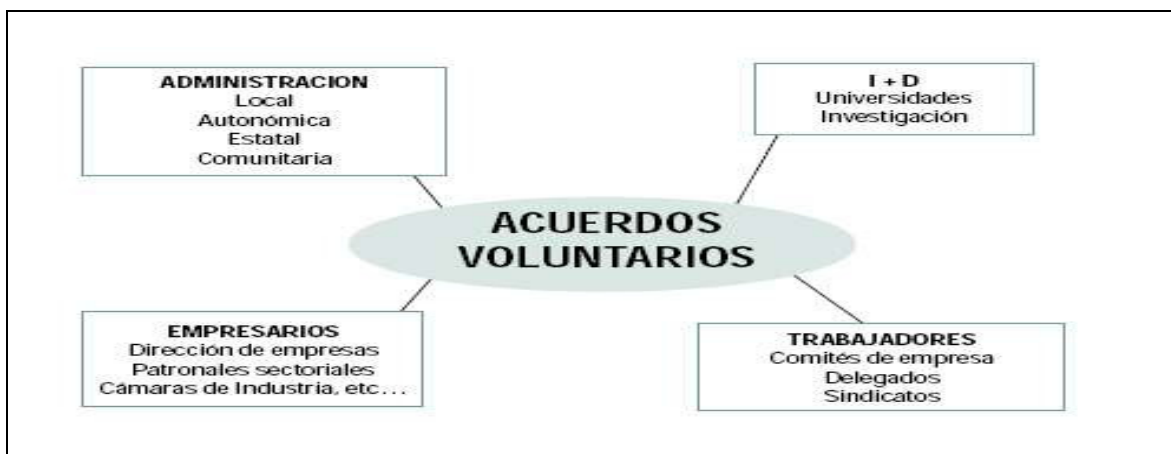 ADMINISTRACION
Local
Autonómica
Estatal
Comunitaria
I + D
Universidades
Investigación
ACUERDOS
VOLUNTARIOS
EMPRESARIOS
Dirección de empresas
Patronales sectoriales
Cámaras de Industria, etc...
TRABAJADORES
Comités de empresa
Delegados
Sindicatos